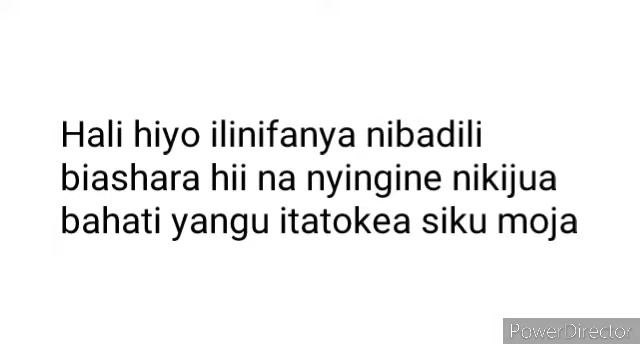 Hali hiyo ilinifanya nibadili
biashara hii na nyingine nikijua
bahati yangu itatokea siku moja
PowerDirector